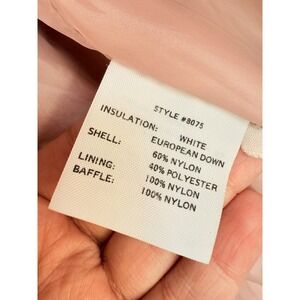 STYLE #8075
INSULATION: WHITE
EUROPEAN DOWN
SHELL: 60% NYLON
40% POLYESTER
LINING: 100% NYLON
BAFFLE: 100% NYLON